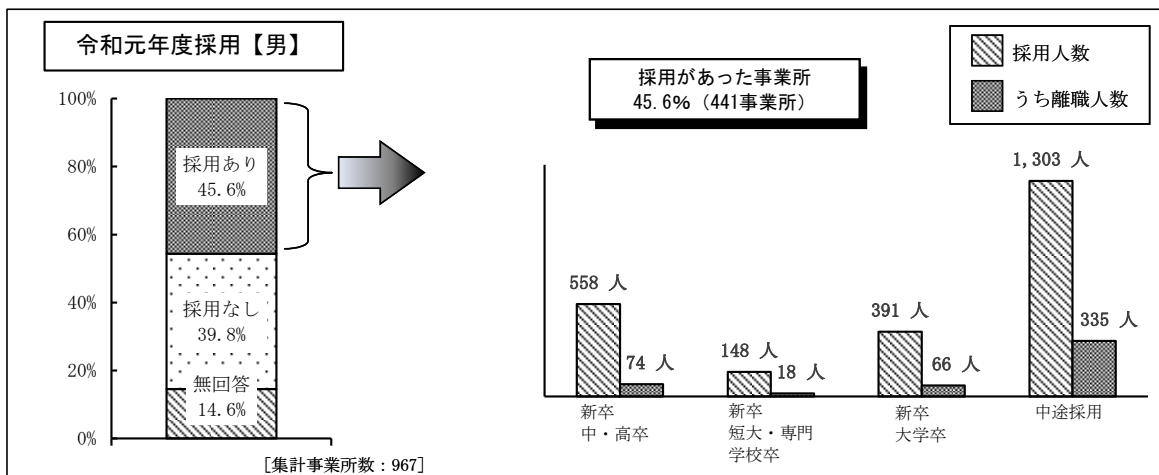 令和元年度採用【男】
100%
80%
60%
40%
20%
0%
採用あり
45.6%
採用なし
39.8%
無回答
14.6%
[集計事業所数：967]
採用があった事業所
45.6％（441事業所）
採用人数
うち離職人数
558 人
74 人
148 人
18 人
391 人
66 人
1,303 人
335 人
新卒
中・高卒
新卒
短大・専門
学校卒
新卒
大学卒
中途採用